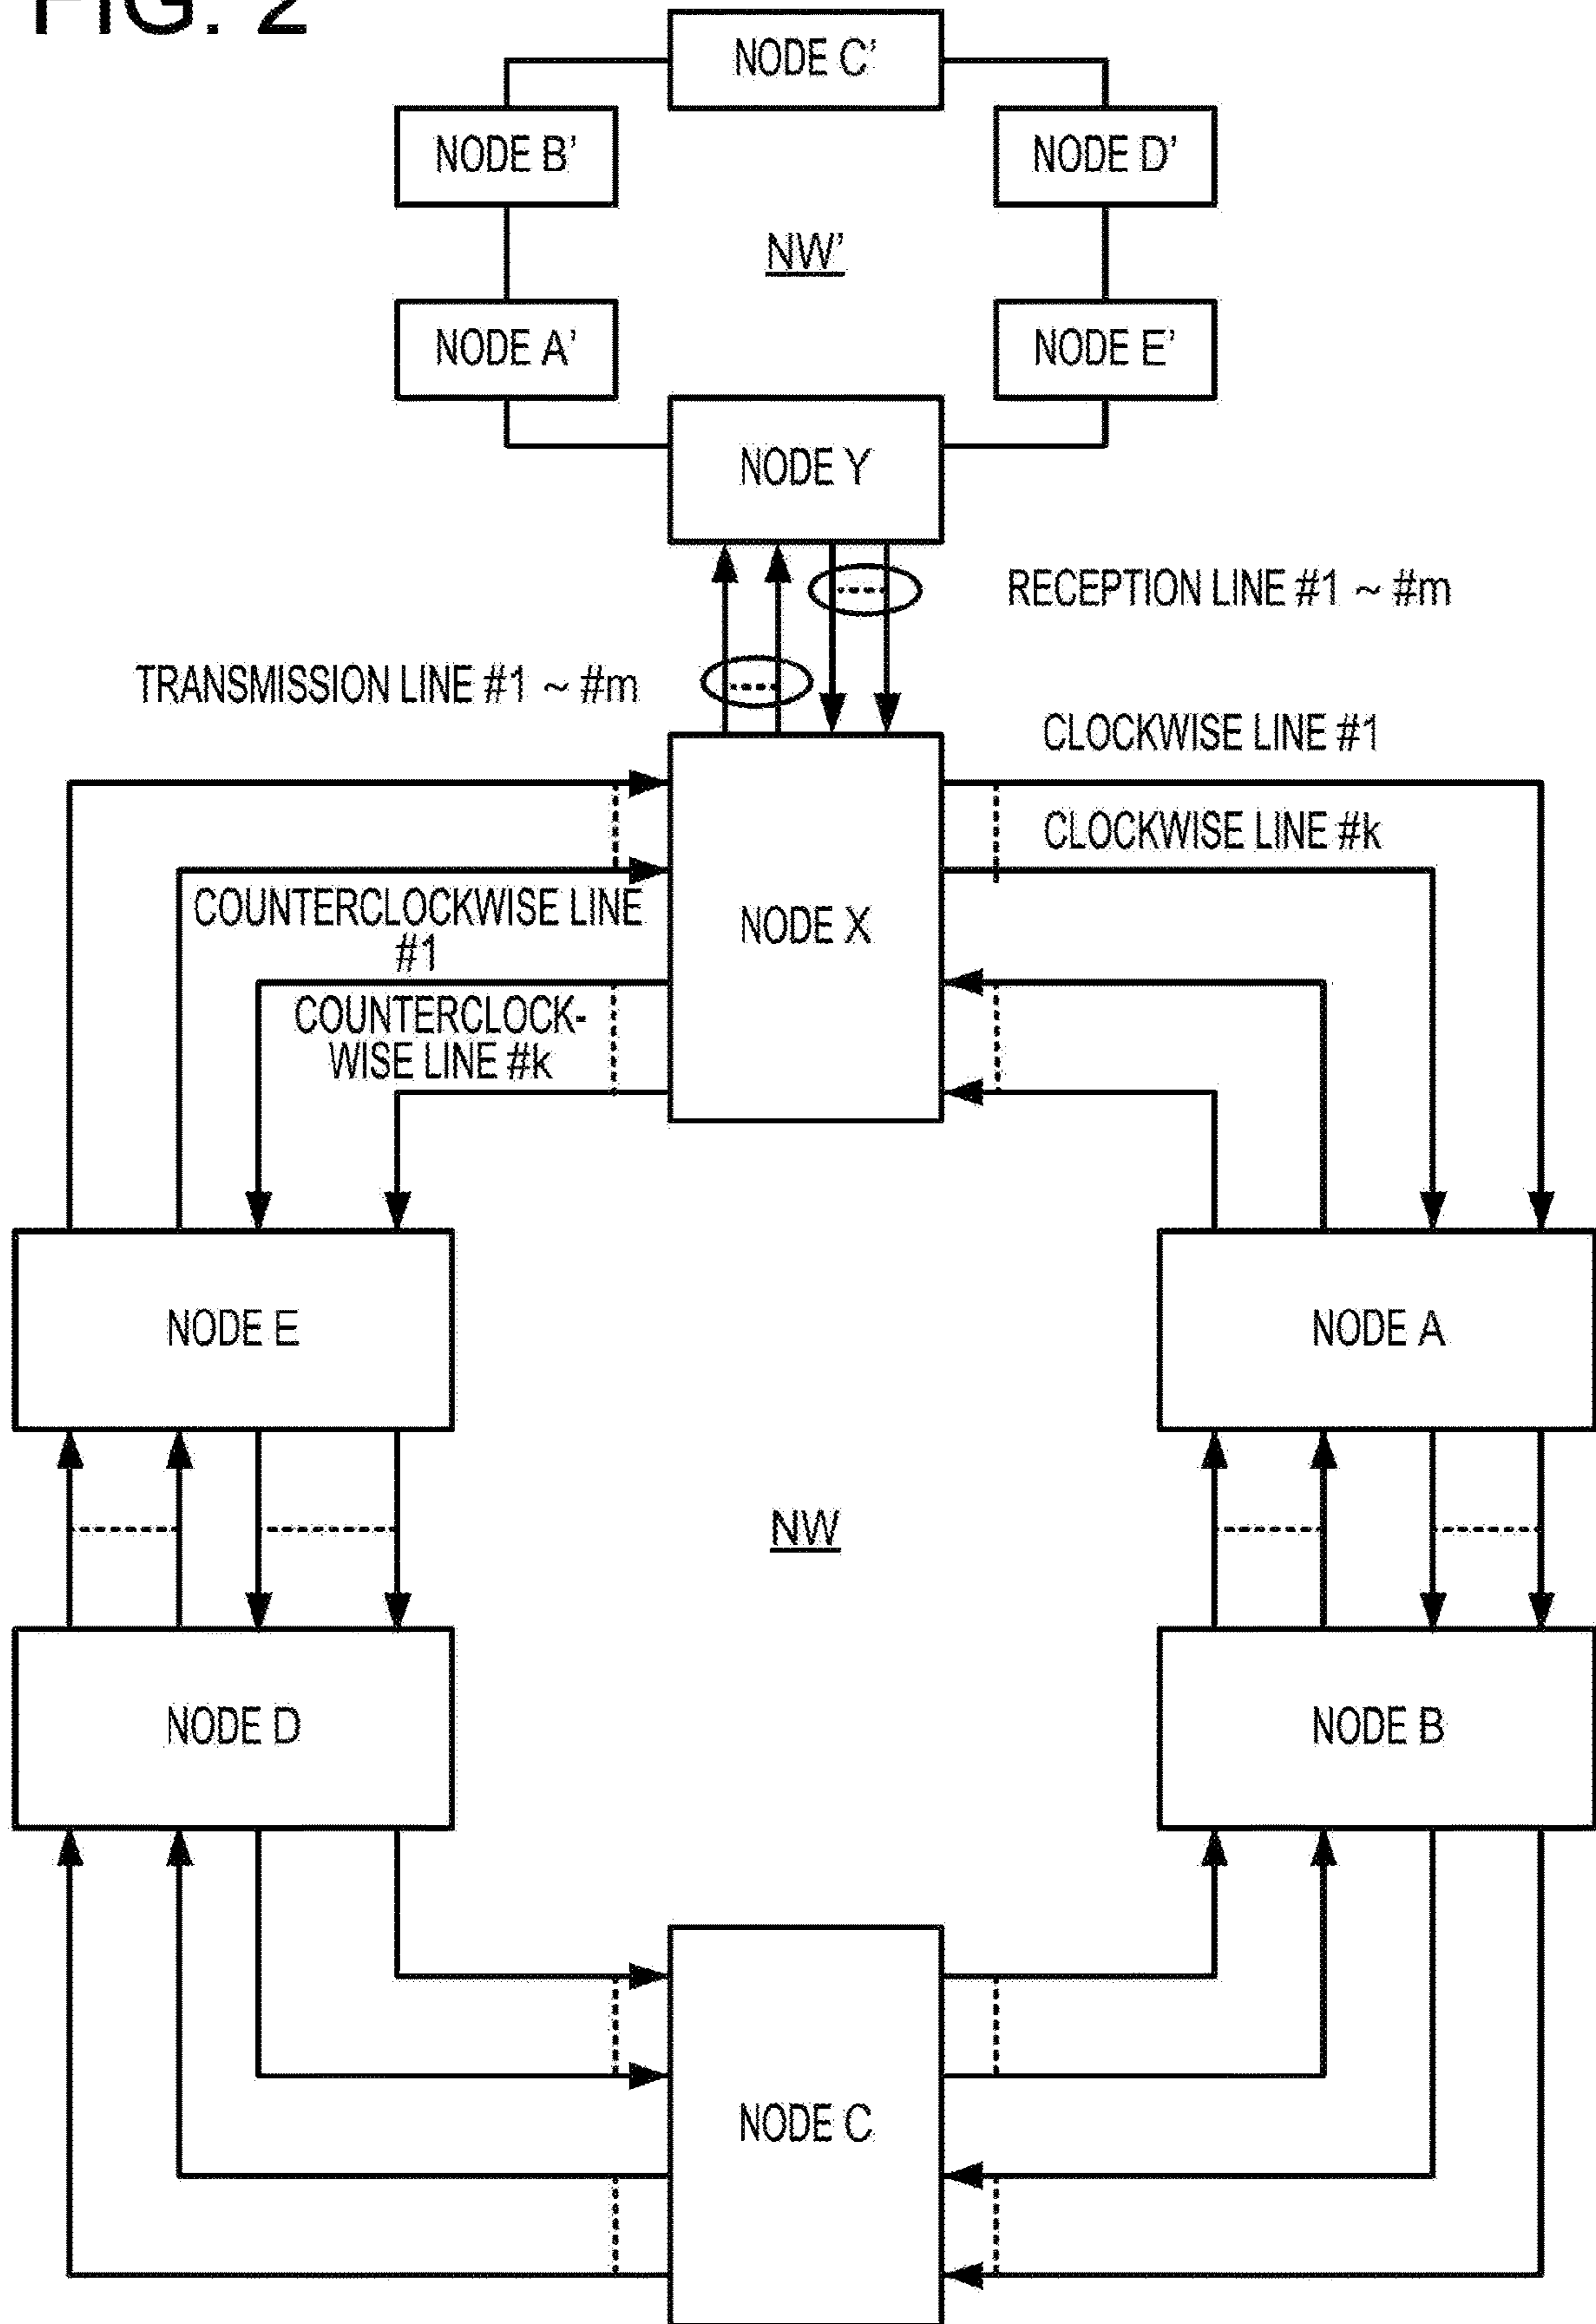 FIG. 2
NODE C'
NODE B'
NODE D'
NW'
NODE A'
NODE E'
NODE Y
RECEPTION LINE #1 ~ #m
TRANSMISSION LINE #1 ~ #m
CLOCKWISE LINE #1
CLOCKWISE LINE #k
NODE X
COUNTERCLOCKWISE LINE
#1
COUNTERCLOCK-
WISE LINE #k
NODE E
NODE A
NW
NODE D
NODE B
NODE C